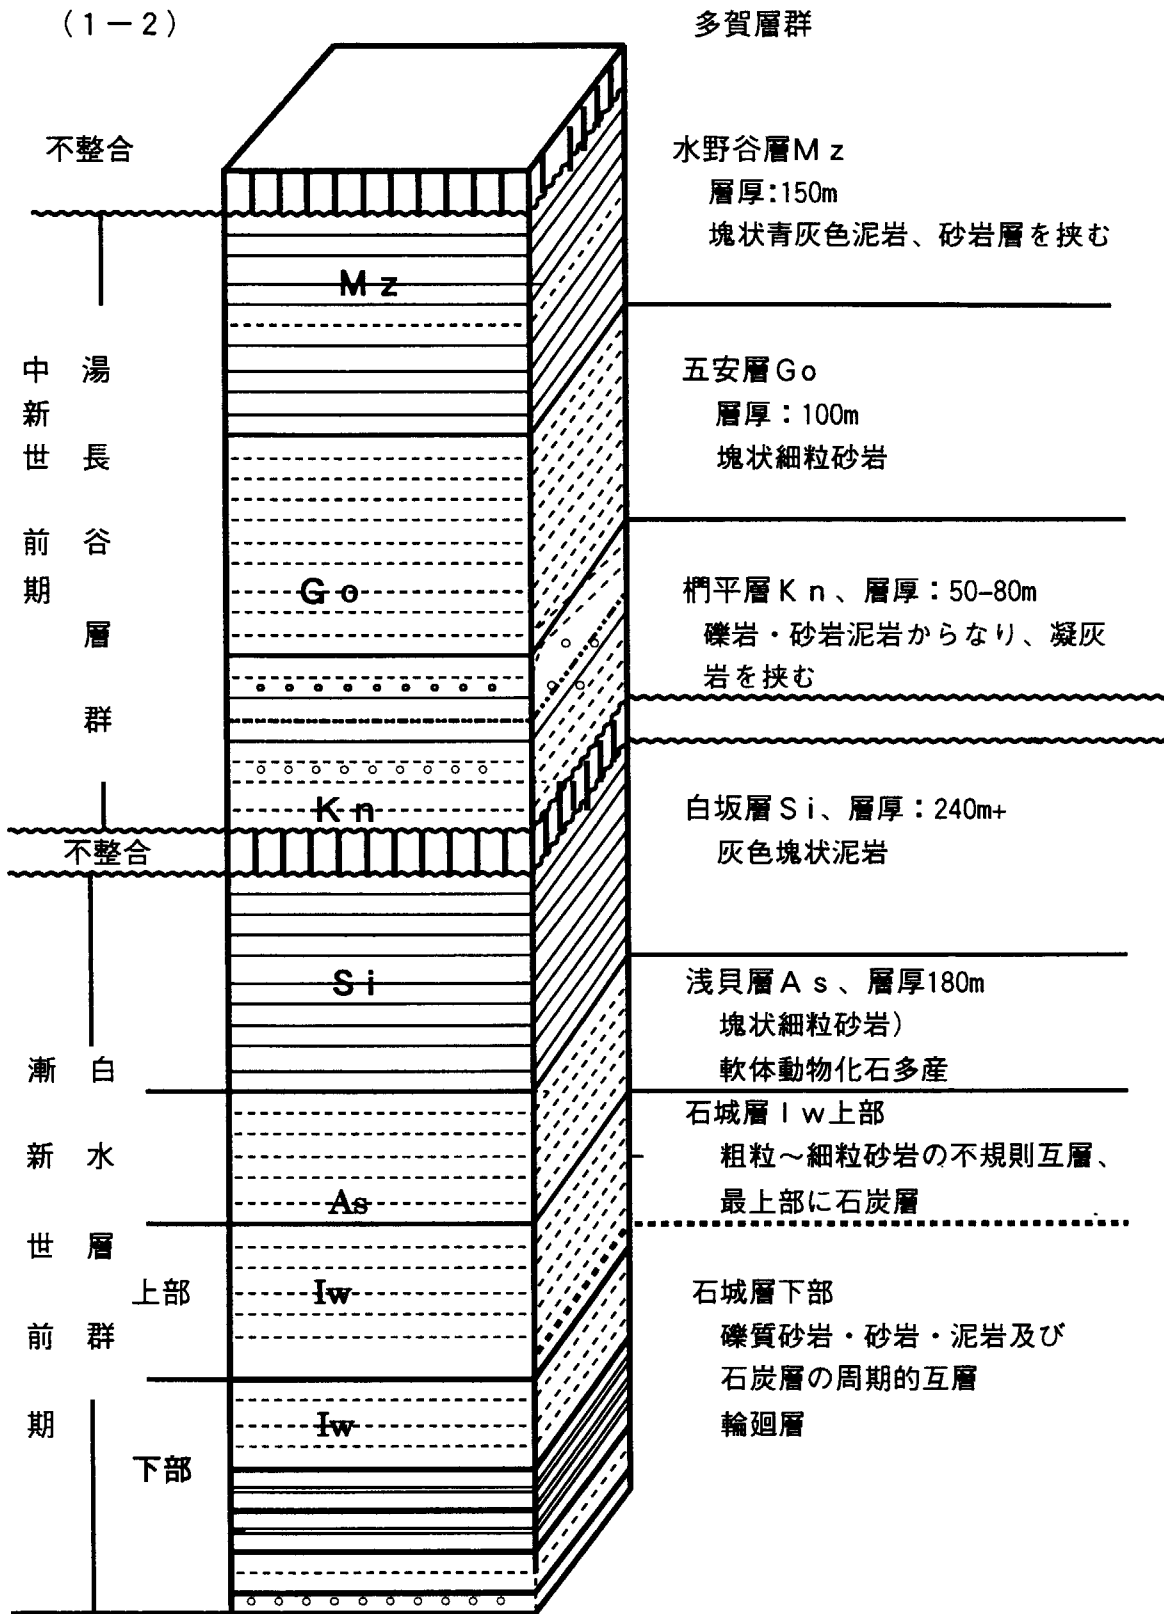 (1－2)
多賀層群
不整合
水野谷層Mz
層厚:150m
塊状青灰色泥岩、砂岩層を挟む
Mz
五安層Go
層厚：100m
塊状細粒砂岩
中新世前期
湯長谷層群
Go
椚平層Kn、層厚：50-80m
礫岩・砂岩泥岩からなり、凝灰
岩を挟む
Kn
不整合
白坂層Si、層厚：240m+
灰色塊状泥岩
Si
浅貝層As、層厚180m
塊状細粒砂岩)
軟体動物化石多産
漸新世前期
白水層群
As
石城層Iw上部
粗粒～細粒砂岩の不規則互層、
最上部に石炭層
上部
Iw
石城層下部
礫質砂岩・砂岩・泥岩及び
石炭層の周期的互層
輪廻層
Iw
下部